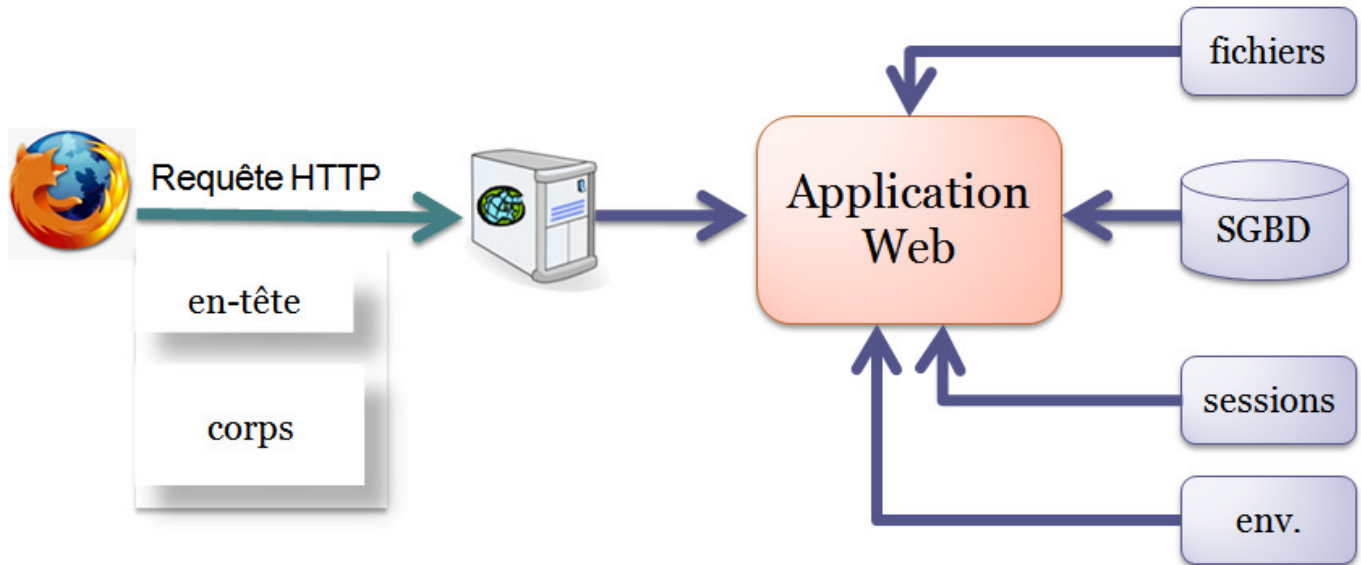 Requête HTTP
en-tête
corps
Application
Web
fichiers
SGBD
sessions
env.